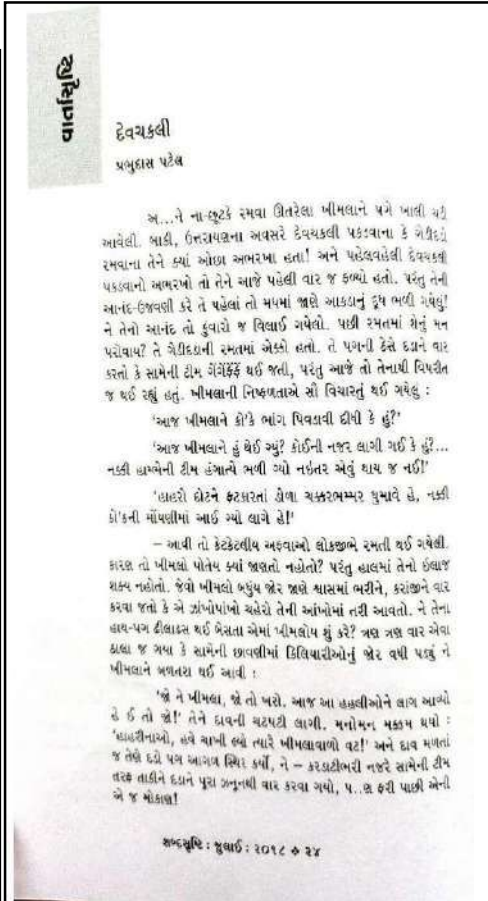 વાર્તાસૃષ્ટિ
દેવચકલી
પ્રભુદાસ પટેલ
અ...ને ના-છૂટકે રમવા ઊતરેલા ખીમલાને પગે ખાલી ચડી
આવેલી. બાકી, ઉત્તરાયણના અવસરે દેવચકલી પકડવાના કે ગેડીદડો
રમવાના તેને ક્યાં ઓછા અભરખા હતા! અને પહેલવહેલી દેવચકલી
પકડવાનો આભરખો તો તેને આજે પહેલી વાર જ ફળ્યો હતો. પરંતુ તેની
આનંદ-ઉજવણી કરે તે પહેલાં તો મધમાં જાણે આકડાનું દૂધ ભળી ગયેલું!
ને તેનો આનંદ તો કુંવારો જ વિલાઈ ગયેલો. પછી રમતમાં શેનું મન
પરોવાય? તે ગેડીદડાની રમતમાં એક્કો હતો. તે પગની ઠેસે દડાને વાર
કરતો કે સામેની ટીમ ગેંગેંફેંફેં થઈ જતી, પરંતુ આજે તો તેનાથી વિપરીત
જ થઈ રહ્યું હતું. ખીમલાની નિષ્ફળતાએ સૌ વિચારતું થઈ ગયેલું :
‘આજ ખીમલાને કો'કે ભાંગ પિવડાવી દીધી કે હું?’
‘આજ ખીમલાને હું થેઈ ગ્યું? કોઈની નજર લાગી ગઈ કે હું?...
નક્કી હામ્મેની ટીમ હંગાત્યે ભળી ગ્યો નઇતર એવું થાય જ નઈ!’
‘હાહરો દોટને ફટકારતાં ડોળા ચક્કરભમ્મર ઘુમાવે હે, નક્કી
કો'કની મોંયણીમાં આઈ ગ્યો લાગે હે!’
– આવી તો કેટકેટલીય અફવાઓ લોકજીભે રમતી થઈ ગયેલી.
કારણ તો ખીમલો પોતેય ક્યાં જાણતો નહોતો? પરંતુ હાલમાં તેનો ઇલાજ
શક્ય નહોતો. જેવો ખીમલો બધુંય જોર જાણે શ્વાસમાં ભરીને, કરાંજીને વાર
કરવા જતો કે એ ઝાંખોપાંખો ચહેરો તેની આંખોમાં તરી આવતો. ને તેના
હાથ-પગ ઢીલાઢસ થઈ બેસતા એમાં ખીમલોય શું કરે? ત્રણ ત્રણ વાર એવા
ઠાલા જ ગયા કે સામેની છાવણીમાં કિલિયારીઓનું જોર વધી પડ્યું ને
ખીમલાને બળતરા થઈ આવી :
‘જો ને ખીમલા, જો તો ખરો. આજ આ હહલીઓને લાગ આવ્યો
હે ઈ તો જો!’ તેને દાવની ચટપટી લાગી. મનોમન મક્કમ થયો :
‘હાહરીનાઓ, હવે ચાખી લ્યો ત્યારે ખીમલાવાળો વટ!’ અને દાવ મળતાં
જ તેણે દડો પગ આગળ સ્થિર કર્યો, ને – કરડાટીભરી નજરે સામેની ટીમ
તરફ તાકીને દડાને પુરા ઝનૂનથી વાર કરવા ગયો, પ..ણ ફરી પાછી એની
એ જ મોકાણ!
શબ્દસૃષ્ટિ : જુલાઈ : ૨૦૧૮ ❖ ૨૪